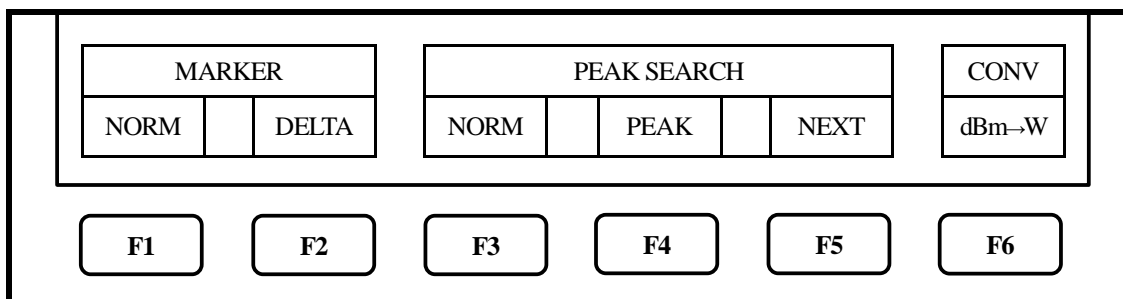 MARKER PEAK SEARCH CONV
NORM DELTA NORM PEAK NEXT dBm→W
F1 F2 F3 F4 F5 F6